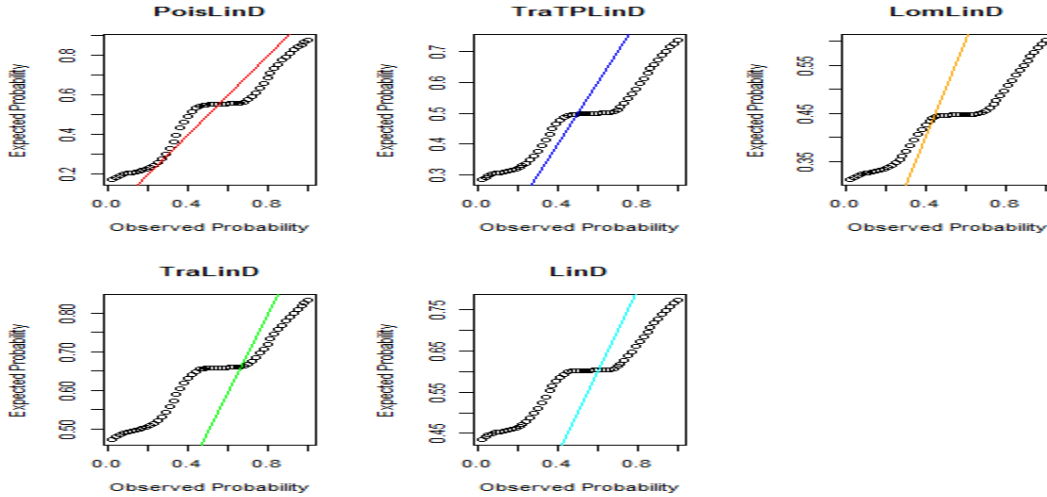 PoisLinD
TraTPLinD
LomLinD
Expected Probability
0.2 0.4 0.6 0.8
0.0 0.4 0.8
Observed Probability
Expected Probability
0.3 0.4 0.5 0.6 0.7
0.0 0.4 0.8
Observed Probability
Expected Probability
0.35 0.45 0.55
0.0 0.4 0.8
Observed Probability
TraLinD
LinD
Expected Probability
0.50 0.60 0.70 0.80
0.0 0.4 0.8
Observed Probability
Expected Probability
0.45 0.55 0.65 0.75
0.0 0.4 0.8
Observed Probability